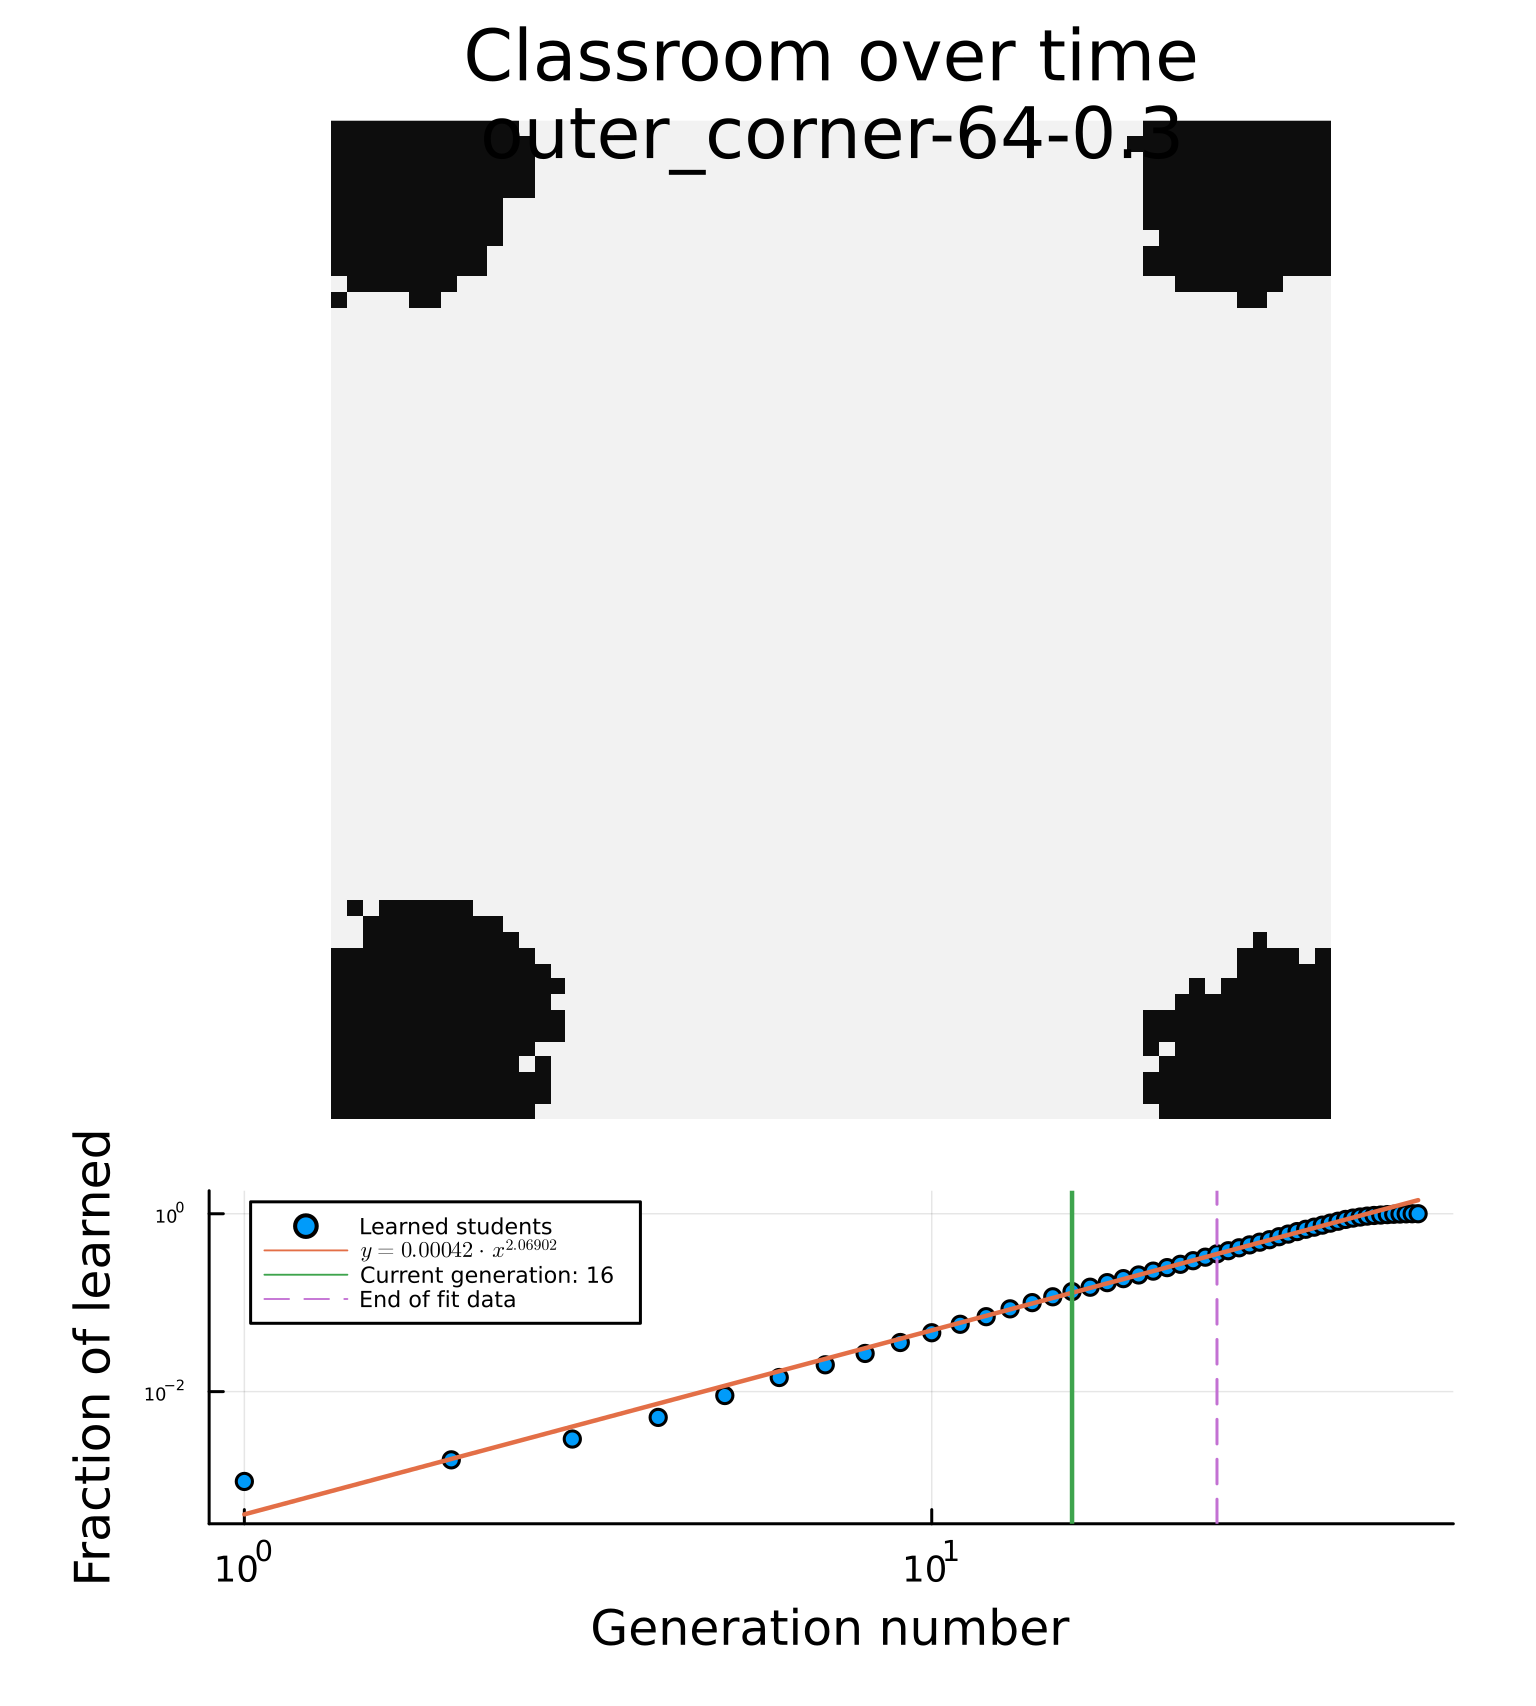 Classroom over time
outer_corner-64-0.3
Fraction of learned
10^0
10^−2
Learned students
y = 0.00042 · x^2.06902
Current generation: 16
End of fit data
10^0
10^1
Generation number